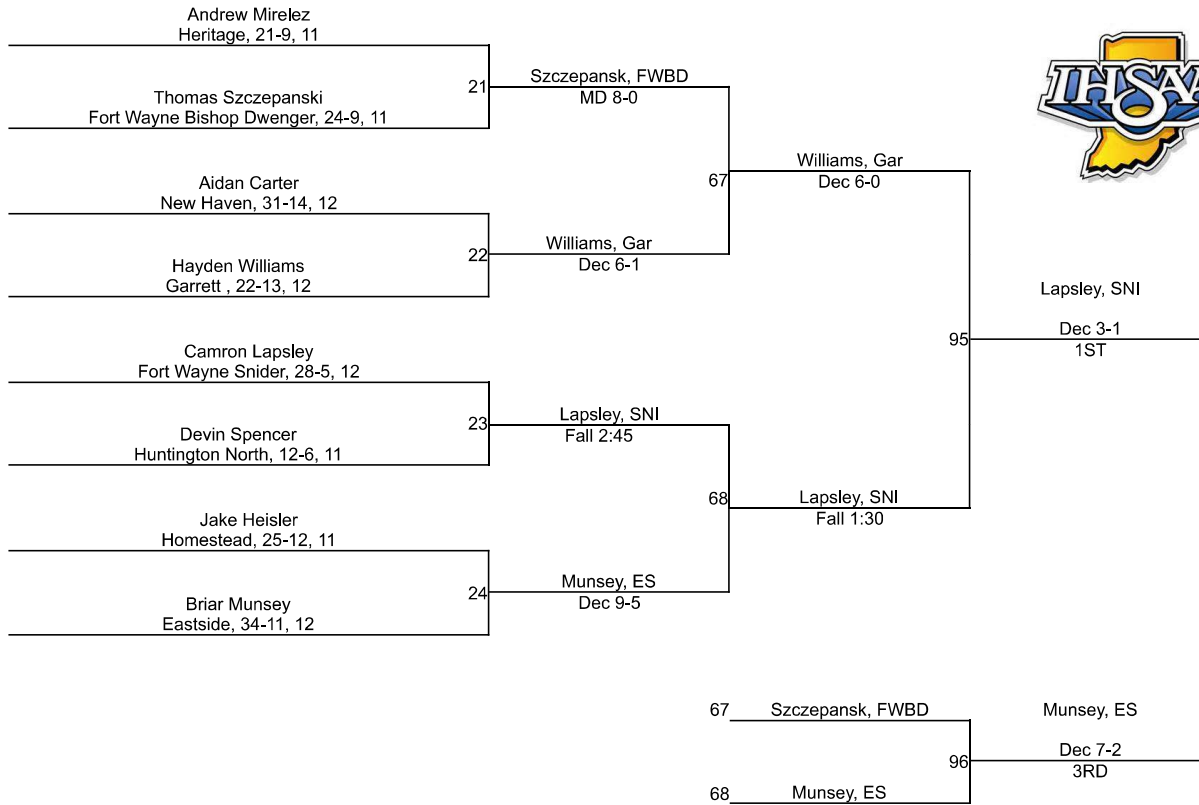 Andrew Mirelez
Heritage, 21-9, 11
21
Szczepansk, FWBD
MD 8-0
Thomas Szczepanski
Fort Wayne Bishop Dwenger, 24-9, 11
IHSAA
67
Williams, Gar
Dec 6-0
Aidan Carter
New Haven, 31-14, 12
22
Williams, Gar
Dec 6-1
Hayden Williams
Garrett , 22-13, 12
95
Lapsley, SNI
Dec 3-1
1ST
Camron Lapsley
Fort Wayne Snider, 28-5, 12
23
Lapsley, SNI
Fall 2:45
Devin Spencer
Huntington North, 12-6, 11
68
Lapsley, SNI
Fall 1:30
Jake Heisler
Homestead, 25-12, 11
24
Munsey, ES
Dec 9-5
Briar Munsey
Eastside, 34-11, 12
67
Szczepansk, FWBD
96
Munsey, ES
Dec 7-2
3RD
68
Munsey, ES